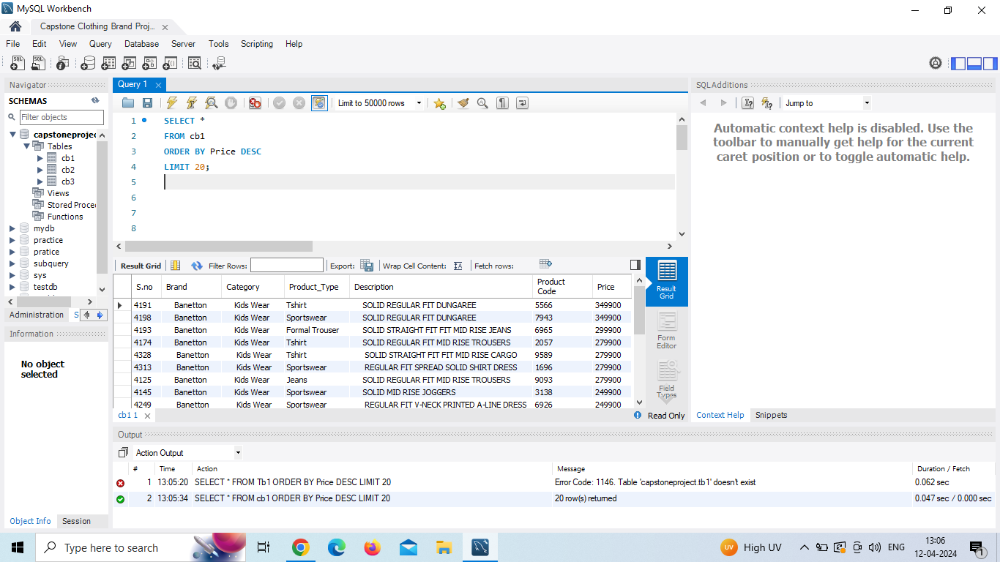 MySQL Workbench
Capstone Clothing Brand Proj...
File Edit View Query Database Server Tools Scripting Help
Navigator
SCHEMAS
Filter objects
capstoneprojec
Tables
cb1
cb2
cb3
Views
Stored Proce
Functions
mydb
practice
pratice
subquery
sys
testdb
Administration S
Information
No object
selected
Object Info Session
Query 1
Limit to 50000 rows
1 SELECT *
2 FROM cb1
3 ORDER BY Price DESC
4 LIMIT 20;
5
6
7
8
Result Grid Filter Rows: Export: Wrap Cell Content: Fetch rows:
S.no Brand Category Product_Type Description Product Code Price
4191 Banetton Kids Wear Tshirt SOLID REGULAR FIT DUNGAREE 5566 349900
4198 Banetton Kids Wear Sportswear SOLID REGULAR FIT DUNGAREE 7943 349900
4193 Banetton Kids Wear Formal Trouser SOLID STRAIGHT FIT FIT MID RISE JEANS 6965 299900
4174 Banetton Kids Wear Tshirt SOLID REGULAR FIT MID RISE TROUSERS 2057 279900
4328 Banetton Kids Wear Tshirt SOLID STRAIGHT FIT FIT MID RISE CARGO 9589 279900
4313 Banetton Kids Wear Sportswear REGULAR FIT SPREAD SOLID SHIRT DRESS 1696 279900
4125 Banetton Kids Wear Jeans SOLID REGULAR FIT MID RISE TROUSERS 9093 279900
4145 Banetton Kids Wear Sportswear SOLID MID RISE JOGGERS 3138 249900
4249 Banetton Kids Wear Sportswear REGULAR FIT V-NECK PRINTED A-LINE DRESS 6926 249900
Result
Grid
Form
Editor
Field
Types
cb1 1
Read Only
SQLAdditions
Jump to
Automatic context help is disabled. Use the
toolbar to manually get help for the current
caret position or to toggle automatic help.
Context Help Snippets
Output
Action Output
# Time Action Message Duration / Fetch
1 13:05:20 SELECT * FROM Tb1 ORDER BY Price DESC LIMIT 20 Error Code: 1146. Table 'capstoneproject.tb1' doesn't exist 0.062 sec
2 13:05:34 SELECT * FROM cb1 ORDER BY Price DESC LIMIT 20 20 row(s) returned 0.047 sec / 0.000 sec
Type here to search
UV High UV
ENG
13:06
12-04-2024
1